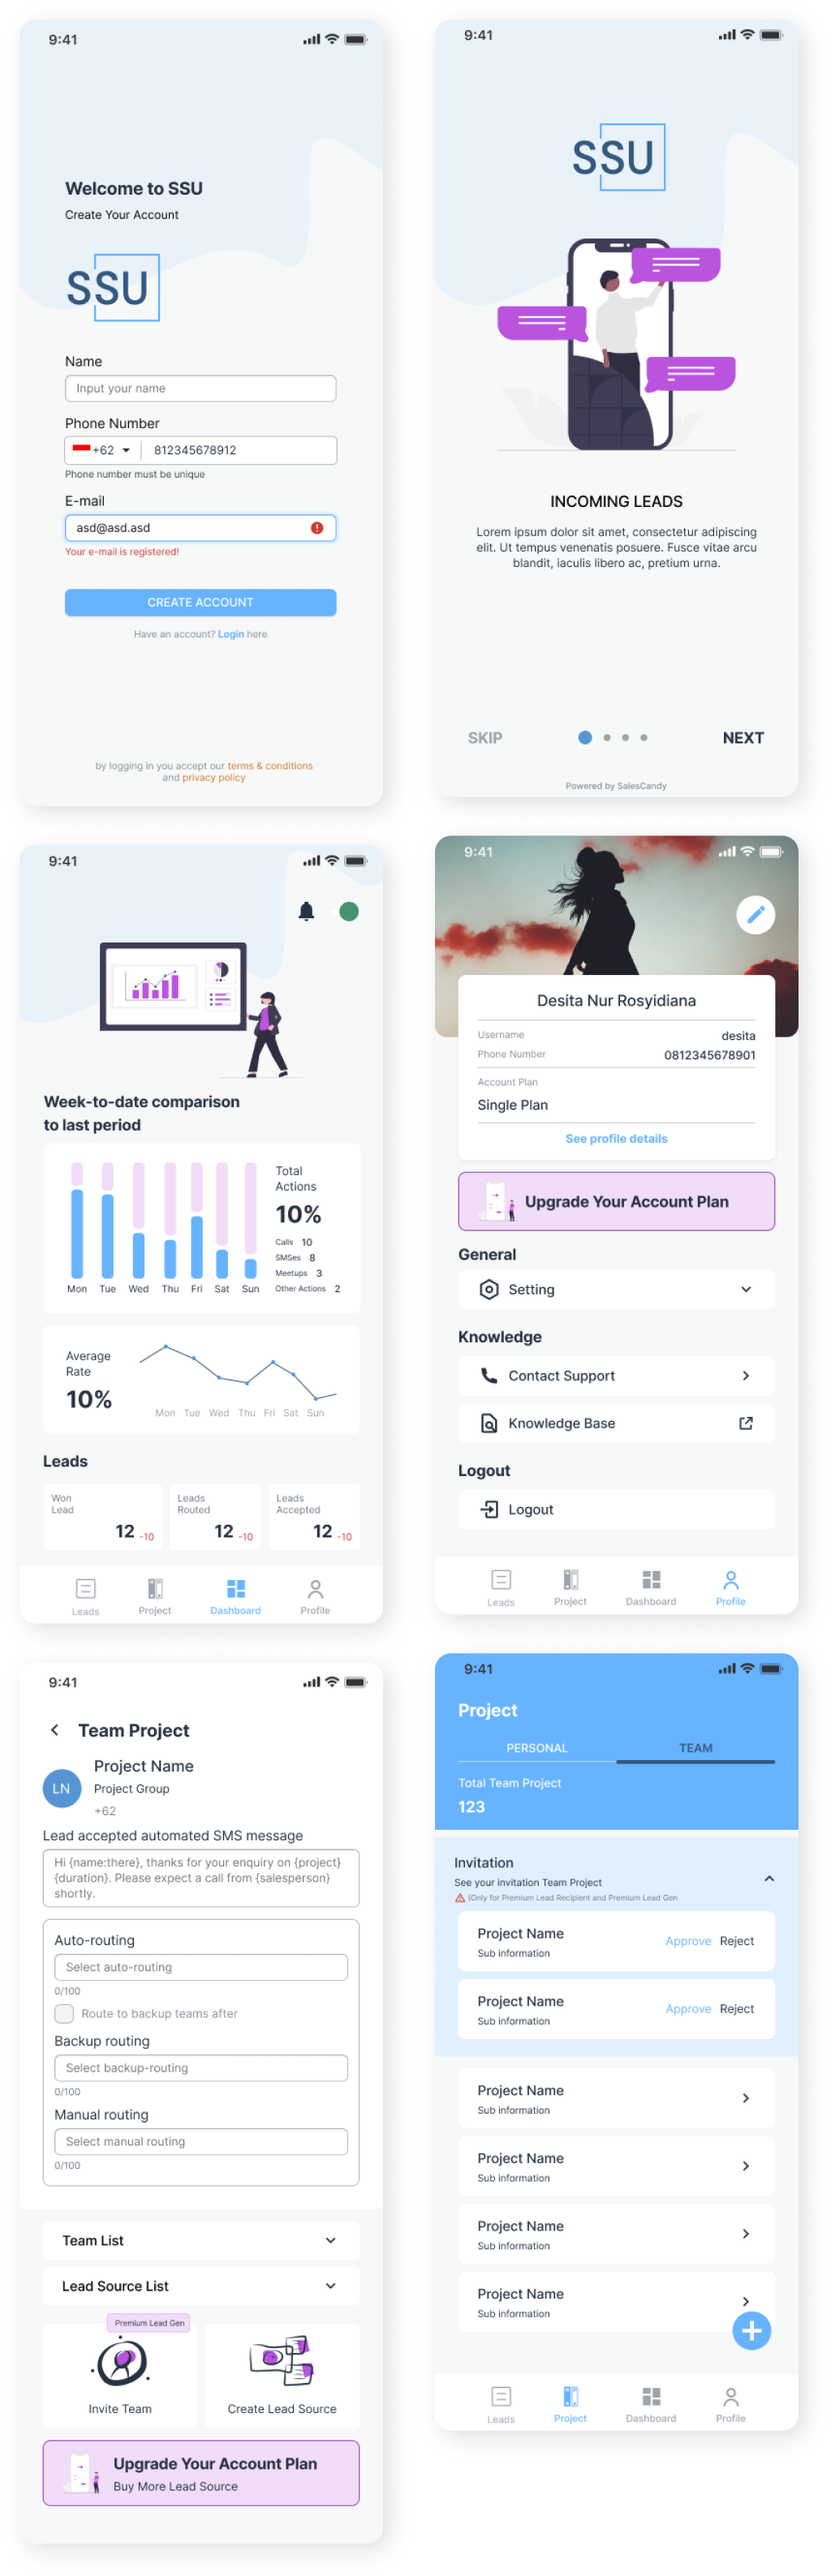 9:41
Welcome to SSU
Create Your Account
SSU
Name
Input your name
Phone Number
+62 812345678912
Phone number must be unique
E-mail
asd@asd.asd
Your e-mail is registered!
CREATE ACCOUNT
Have an account? Login here
by logging in you accept our terms & conditions
and privacy policy
9:41
SSU
INCOMING LEADS
Lorem ipsum dolor sit amet, consectetur adipiscing
elit. Ut tempus venenatis posuere. Fusce vitae arcu
blandit, iaculis libero ac, pretium urna.
SKIP NEXT
Powered by SalesCandy
9:41
Week-to-date comparison
to last period
Total
Actions
10%
Calls 10
SMSes 8
Meetups 3
Other Actions 2
Mon Tue Wed Thu Fri Sat Sun
Average
Rate
10%
Mon Tue Wed Thu Fri Sat Sun
Leads
Won
Lead
12 -10
Leads
Routed
12 -10
Leads
Accepted
12 -10
Leads Project Dashboard Profile
9:41
Desita Nur Rosyidiana
Username desita
Phone Number 0812345678901
Account Plan
Single Plan
See profile details
Upgrade Your Account Plan
General
Setting
Knowledge
Contact Support
Knowledge Base
Logout
Logout
Leads Project Dashboard Profile
9:41
Team Project
LN
Project Name
Project Group
+62
Lead accepted automated SMS message
Hi {name:there}, thanks for your enquiry on {project}
{duration}. Please expect a call from {salesperson}
shortly.
Auto-routing
Select auto-routing
0/100
Route to backup teams after
Backup routing
Select backup-routing
0/100
Manual routing
Select manual routing
0/100
Team List
Lead Source List
Premium Lead Gen
Invite Team
Create Lead Source
Upgrade Your Account Plan
Buy More Lead Source
9:41
Project
PERSONAL TEAM
Total Team Project
123
Invitation
See your invitation Team Project
(Only for Premium Lead Recipient and Premium Lead Gen
Project Name
Sub information
Approve Reject
Project Name
Sub information
Approve Reject
Project Name
Sub information
Project Name
Sub information
Project Name
Sub information
Project Name
Sub information
Leads Project Dashboard Profile